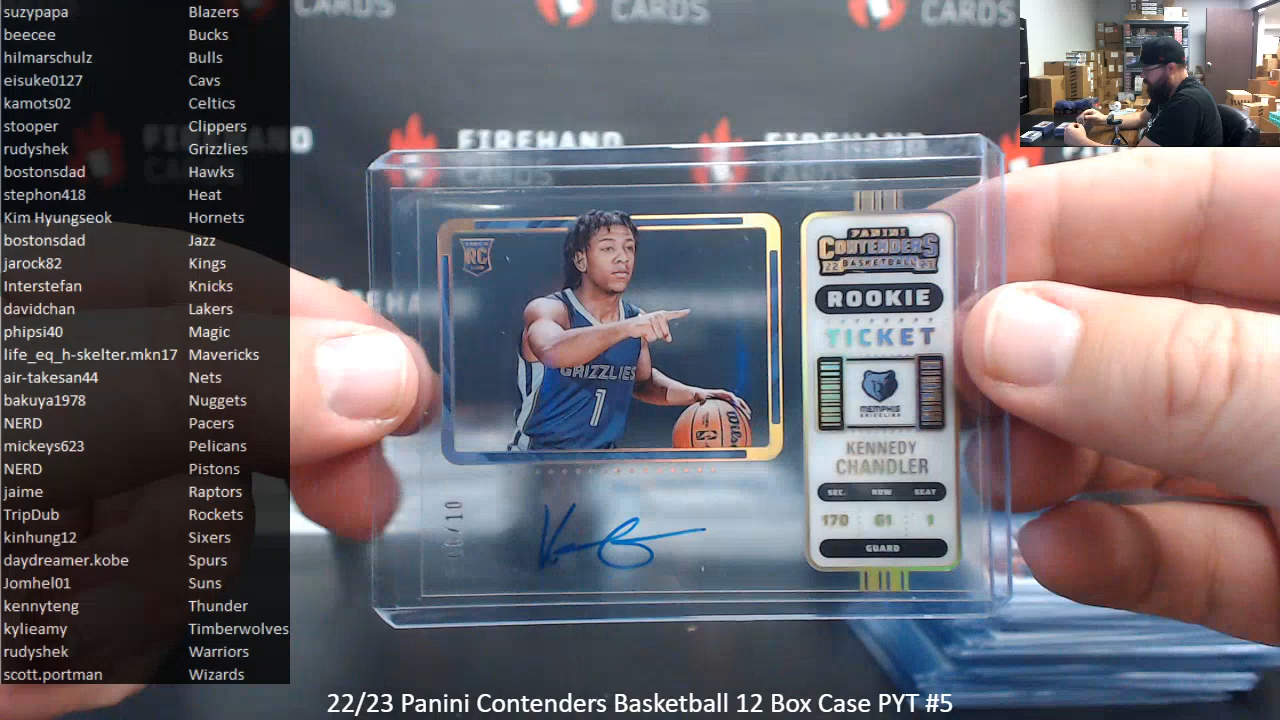 suzypapa Blazers
beecee Bucks
hilmarschulz Bulls
eisuke0127 Cavs
kamots02 Celtics
stooper Clippers
rudyshek Grizzlies
bostonsdad Hawks
stephon418 Heat
Kim Hyungseok Hornets
bostonsdad Jazz
jarock82 Kings
Interstefan Knicks
davidchan Lakers
phipsi40 Magic
life_eq_h-skelter.mkn17 Mavericks
air-takesan44 Nets
bakuya1978 Nuggets
NERD Pacers
mickeys623 Pelicans
NERD Pistons
jaime Raptors
TripDub Rockets
kinhung12 Sixers
daydreamer.kobe Spurs
Jomhel01 Suns
kennyteng Thunder
kylieamy Timberwolves
rudyshek Warriors
scott.portman Wizards
CARDS
CARDS
FIREHAND
CARDS
FIREHAND
CARDS
RC
GRIZZLIES
1
Wilson
PANINI
CONTENDERS
22 BASKETBALL 23
ROOKIE
TICKET
MEMPHIS
GRIZZLIES
KENNEDY
CHANDLER
SEC. ROW SEAT
170 G1 1
GUARD
22/23 Panini Contenders Basketball 12 Box Case PYT #5